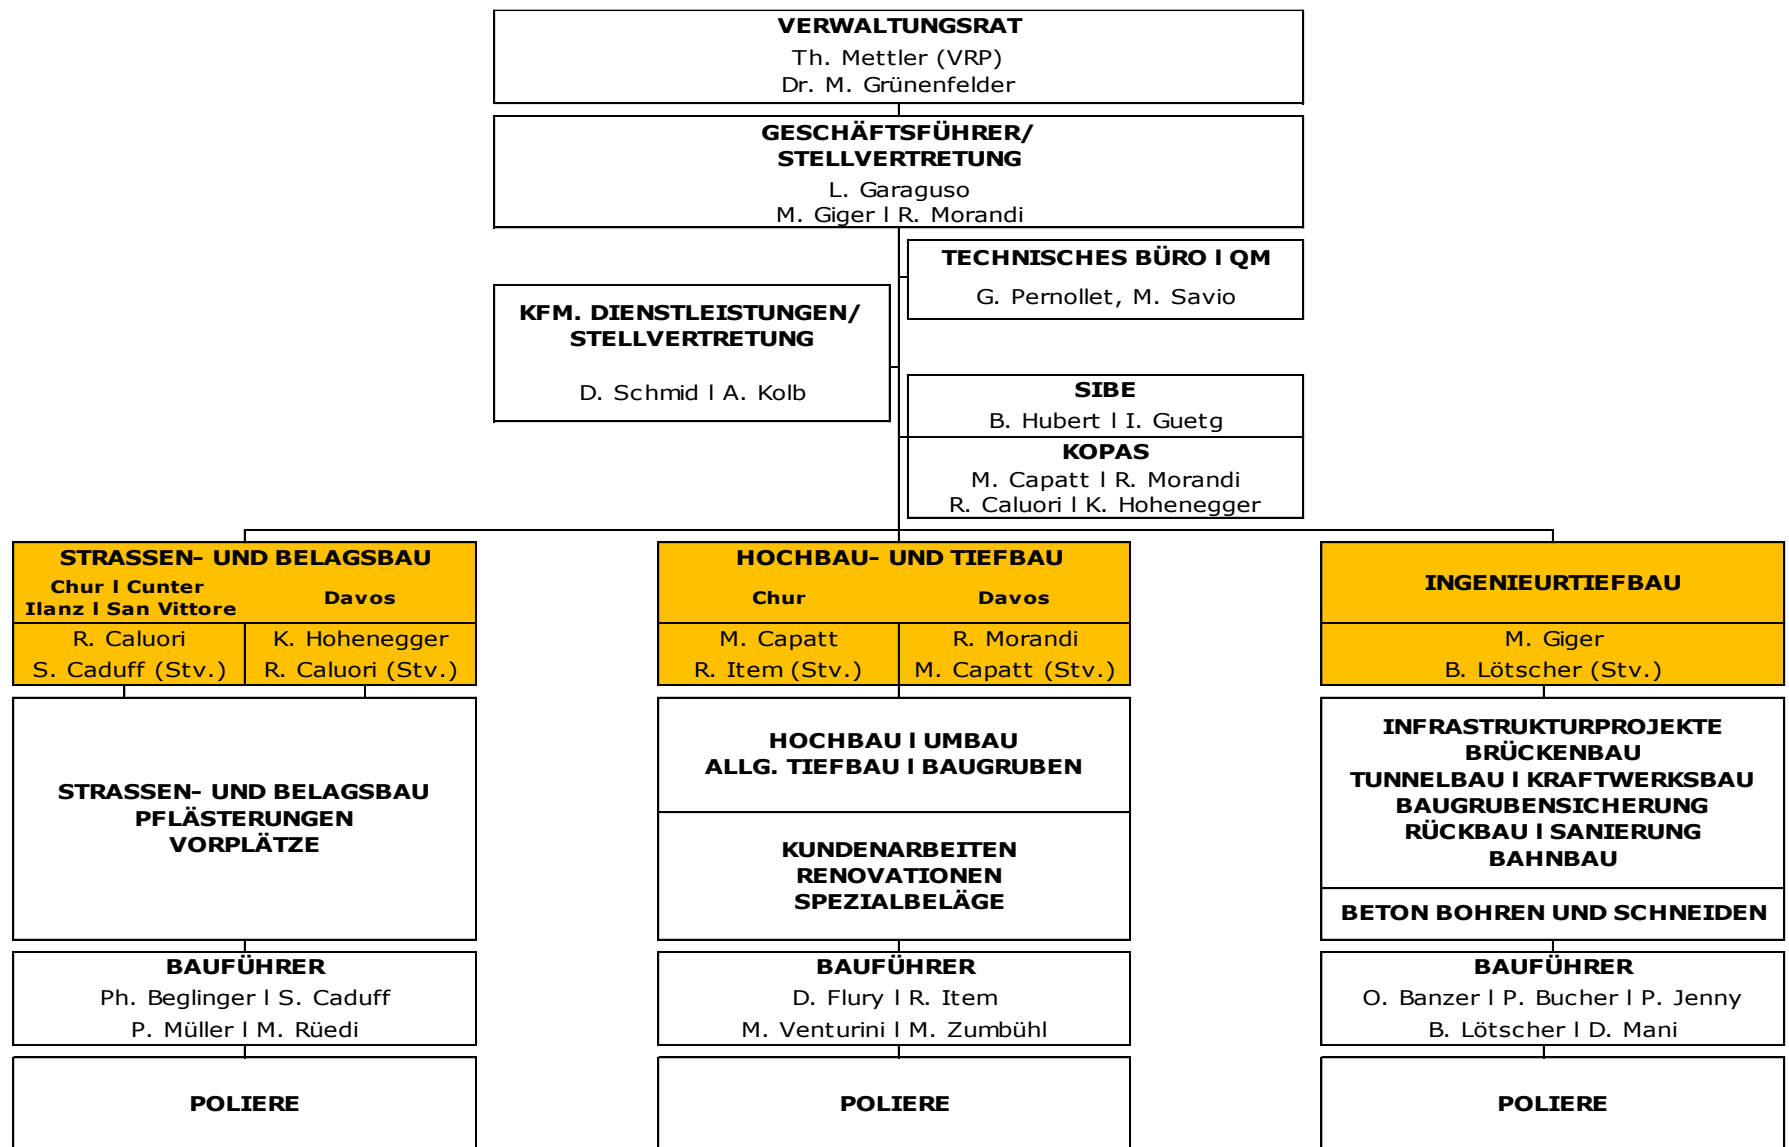 VERWALTUNGSRAT
Th. Mettler (VRP)
Dr. M. Grünenfelder
GESCHÄFTSFÜHRER/
STELLVERTRETUNG
L. Garaguso
M. Giger l R. Morandi
TECHNISCHES BÜRO l QM
G. Pernollet, M. Savio
KFM. DIENSTLEISTUNGEN/
STELLVERTRETUNG
D. Schmid l A. Kolb
SIBE
B. Hubert l I. Guetg
KOPAS
M. Capatt l R. Morandi
R. Caluori l K. Hohenegger
STRASSEN- UND BELAGSBAU
Chur l Cunter
Ilanz l San Vittore
Davos
R. Caluori
S. Caduff (Stv.)
K. Hohenegger
R. Caluori (Stv.)
STRASSEN- UND BELAGSBAU
PFLÄSTERUNGEN
VORPLÄTZE
BAUFÜHRER
Ph. Beglinger l S. Caduff
P. Müller l M. Rüedi
POLIERE
HOCHBAU- UND TIEFBAU
Chur
Davos
M. Capatt
R. Item (Stv.)
R. Morandi
M. Capatt (Stv.)
HOCHBAU l UMBAU
ALLG. TIEFBAU l BAUGRUBEN
KUNDENARBEITEN
RENOVATIONEN
SPEZIALBELÄGE
BAUFÜHRER
D. Flury l R. Item
M. Venturini l M. Zumbühl
POLIERE
INGENIEURTIEFBAU
M. Giger
B. Lötscher (Stv.)
INFRASTRUKTURPROJEKTE
BRÜCKENBAU
TUNNELBAU l KRAFTWERKSBAU
BAUGRUBENSICHERUNG
RÜCKBAU l SANIERUNG
BAHNBAU
BETON BOHREN UND SCHNEIDEN
BAUFÜHRER
O. Banzer l P. Bucher l P. Jenny
B. Lötscher l D. Mani
POLIERE